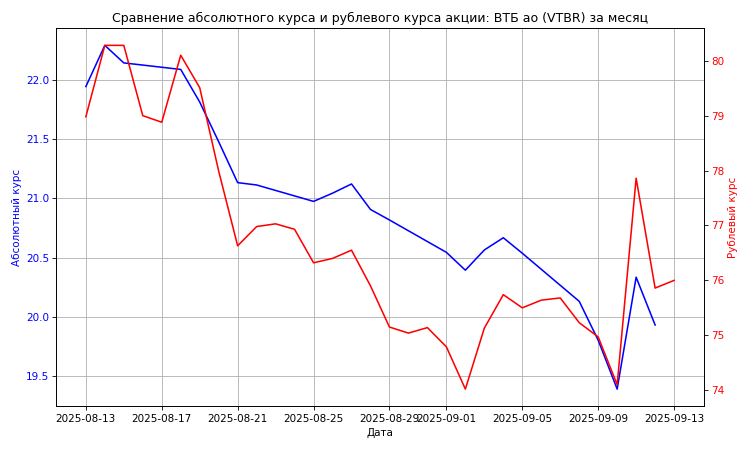 Сравнение абсолютного курса и рублевого курса акции: ВТБ ао (VTBR) за месяц
Абсолютный курс
22.0
21.5
21.0
20.5
20.0
19.5
80
79
78
77
76
75
74
Рублевый курс
2025-08-13 2025-08-17 2025-08-21 2025-08-25 2025-08-29 2025-09-01 2025-09-05 2025-09-09 2025-09-13
Дата